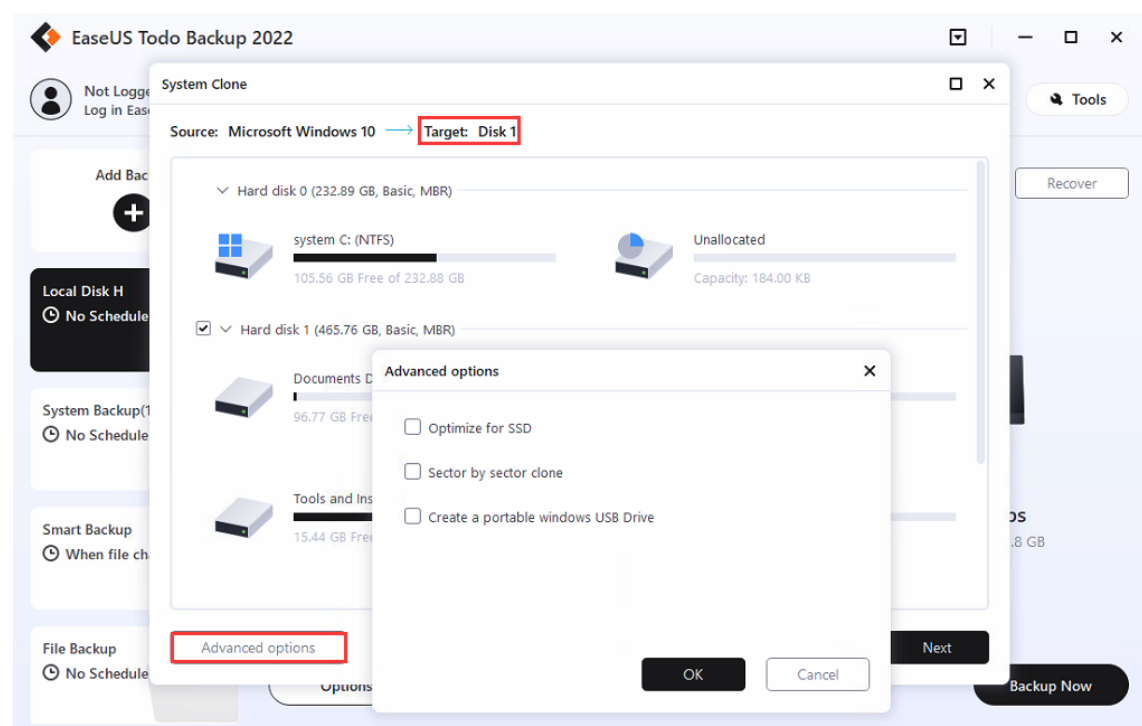 EaseUS Todo Backup 2022
Not Logge
Log in Eas
Tools
System Clone
Source: Microsoft Windows 10
Target: Disk 1
Add Bac
Recover
Hard disk 0 (232.89 GB, Basic, MBR)
system C: (NTFS)
105.56 GB Free of 232.88 GB
Unallocated
Capacity: 184.00 KB
Local Disk H
No Schedule
Hard disk 1 (465.76 GB, Basic, MBR)
Documents D
96.77 GB Free
Advanced options
Optimize for SSD
Sector by sector clone
Create a portable windows USB Drive
System Backup(1
No Schedule
Tools and Ins
15.44 GB Free
Smart Backup
When file ch
os
.8 GB
File Backup
No Schedule
Advanced options
OK
Cancel
Next
Options
Backup Now